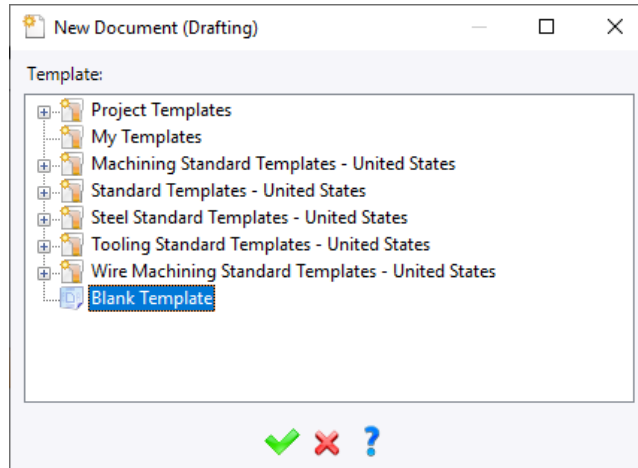 New Document (Drafting)
Template:
Project Templates
My Templates
Machining Standard Templates - United States
Standard Templates - United States
Steel Standard Templates - United States
Tooling Standard Templates - United States
Wire Machining Standard Templates - United States
Blank Template